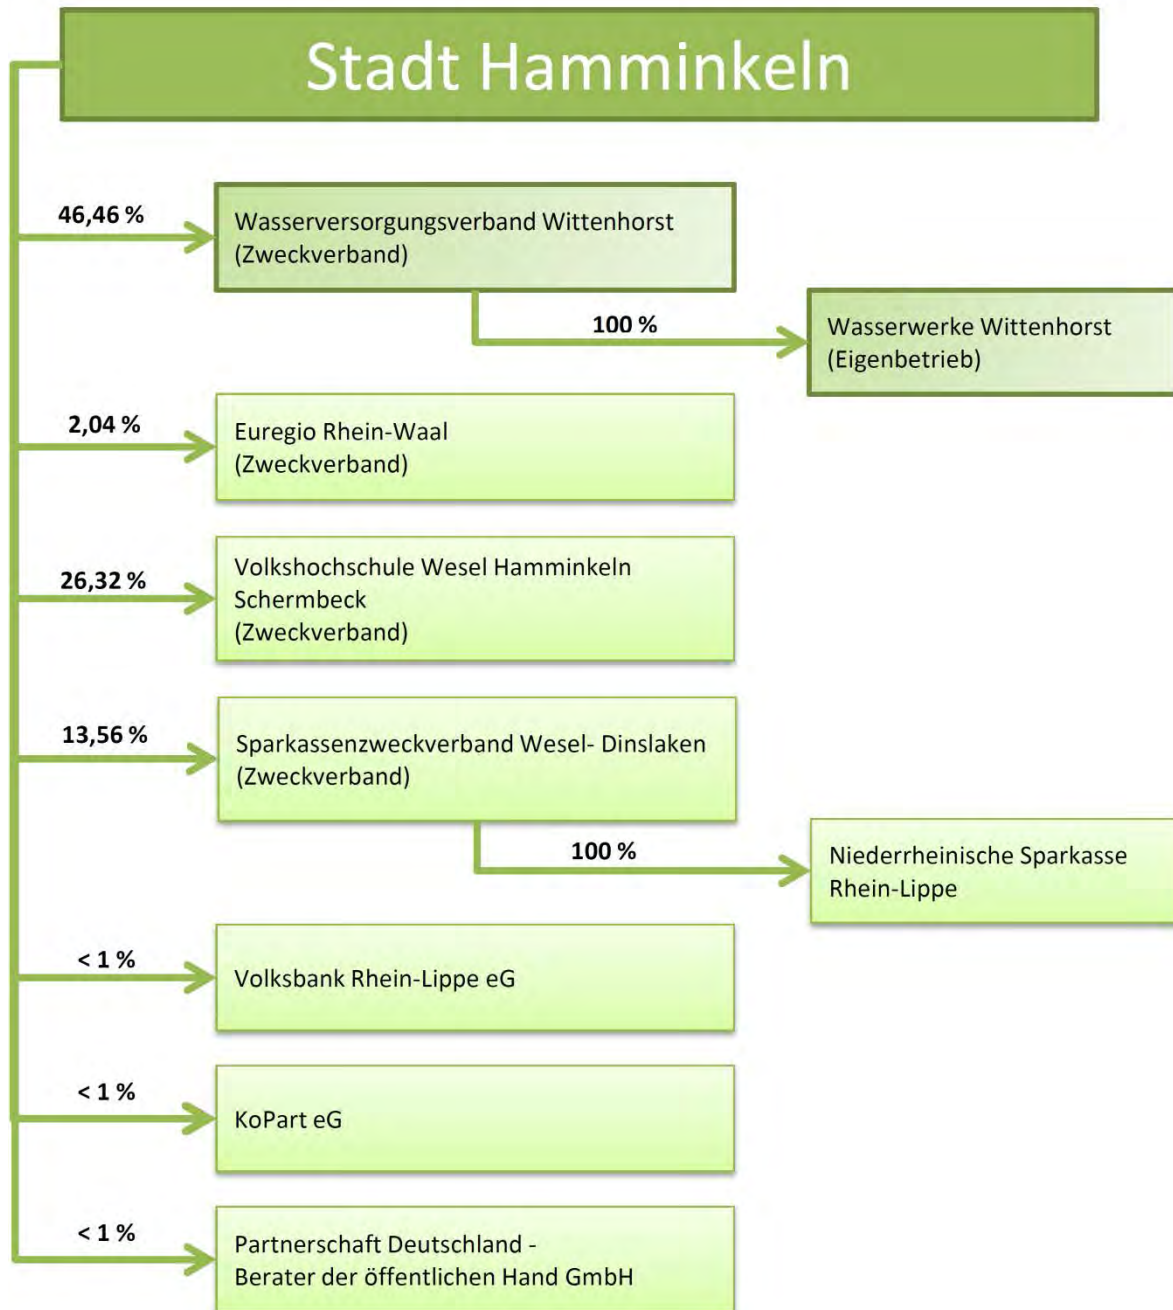 Stadt Hamminkeln
46,46 %
Wasserversorgungsverband Wittenhorst
(Zweckverband)
100 %
Wasserwerke Wittenhorst
(Eigenbetrieb)
2,04 %
Euregio Rhein-Waal
(Zweckverband)
26,32 %
Volkshochschule Wesel Hamminkeln
Schermbeck
(Zweckverband)
13,56 %
Sparkassenzweckverband Wesel- Dinslaken
(Zweckverband)
100 %
Niederrheinische Sparkasse
Rhein-Lippe
< 1 %
Volksbank Rhein-Lippe eG
< 1 %
KoPart eG
< 1 %
Partnerschaft Deutschland -
Berater der öffentlichen Hand GmbH